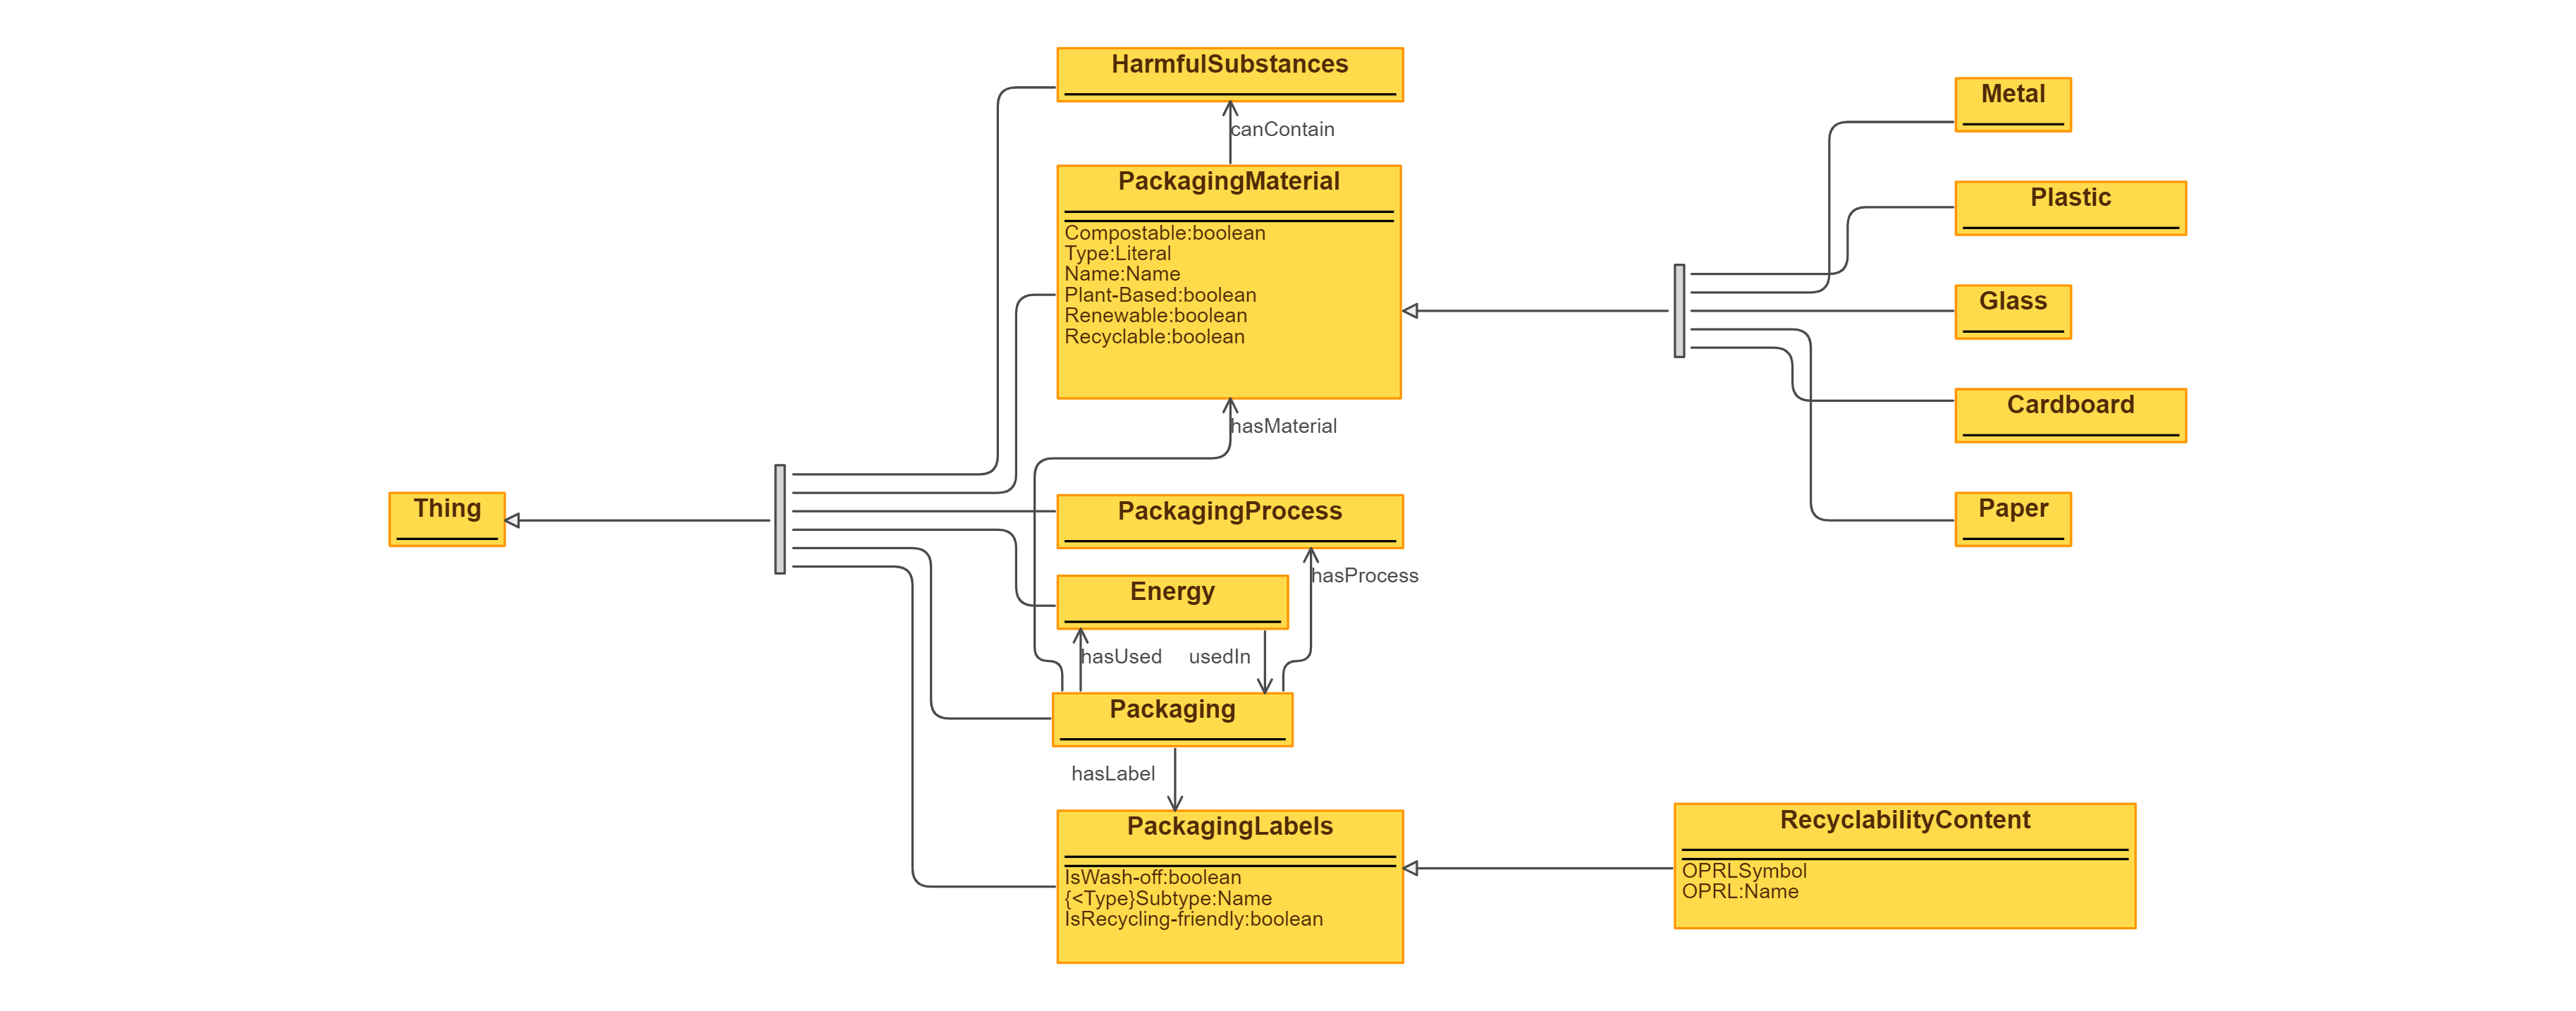 HarmfulSubstances
canContain
PackagingMaterial
Compostable:boolean
Type:Literal
Name:Name
Plant-Based:boolean
Renewable:boolean
Recyclable:boolean
hasMaterial
Metal
Plastic
Glass
Cardboard
Paper
Thing
PackagingProcess
hasProcess
Energy
hasUsed
usedIn
Packaging
hasLabel
PackagingLabels
IsWash-off:boolean
{<Type}Subtype:Name
IsRecycling-friendly:boolean
RecyclabilityContent
OPRLSymbol
OPRL:Name